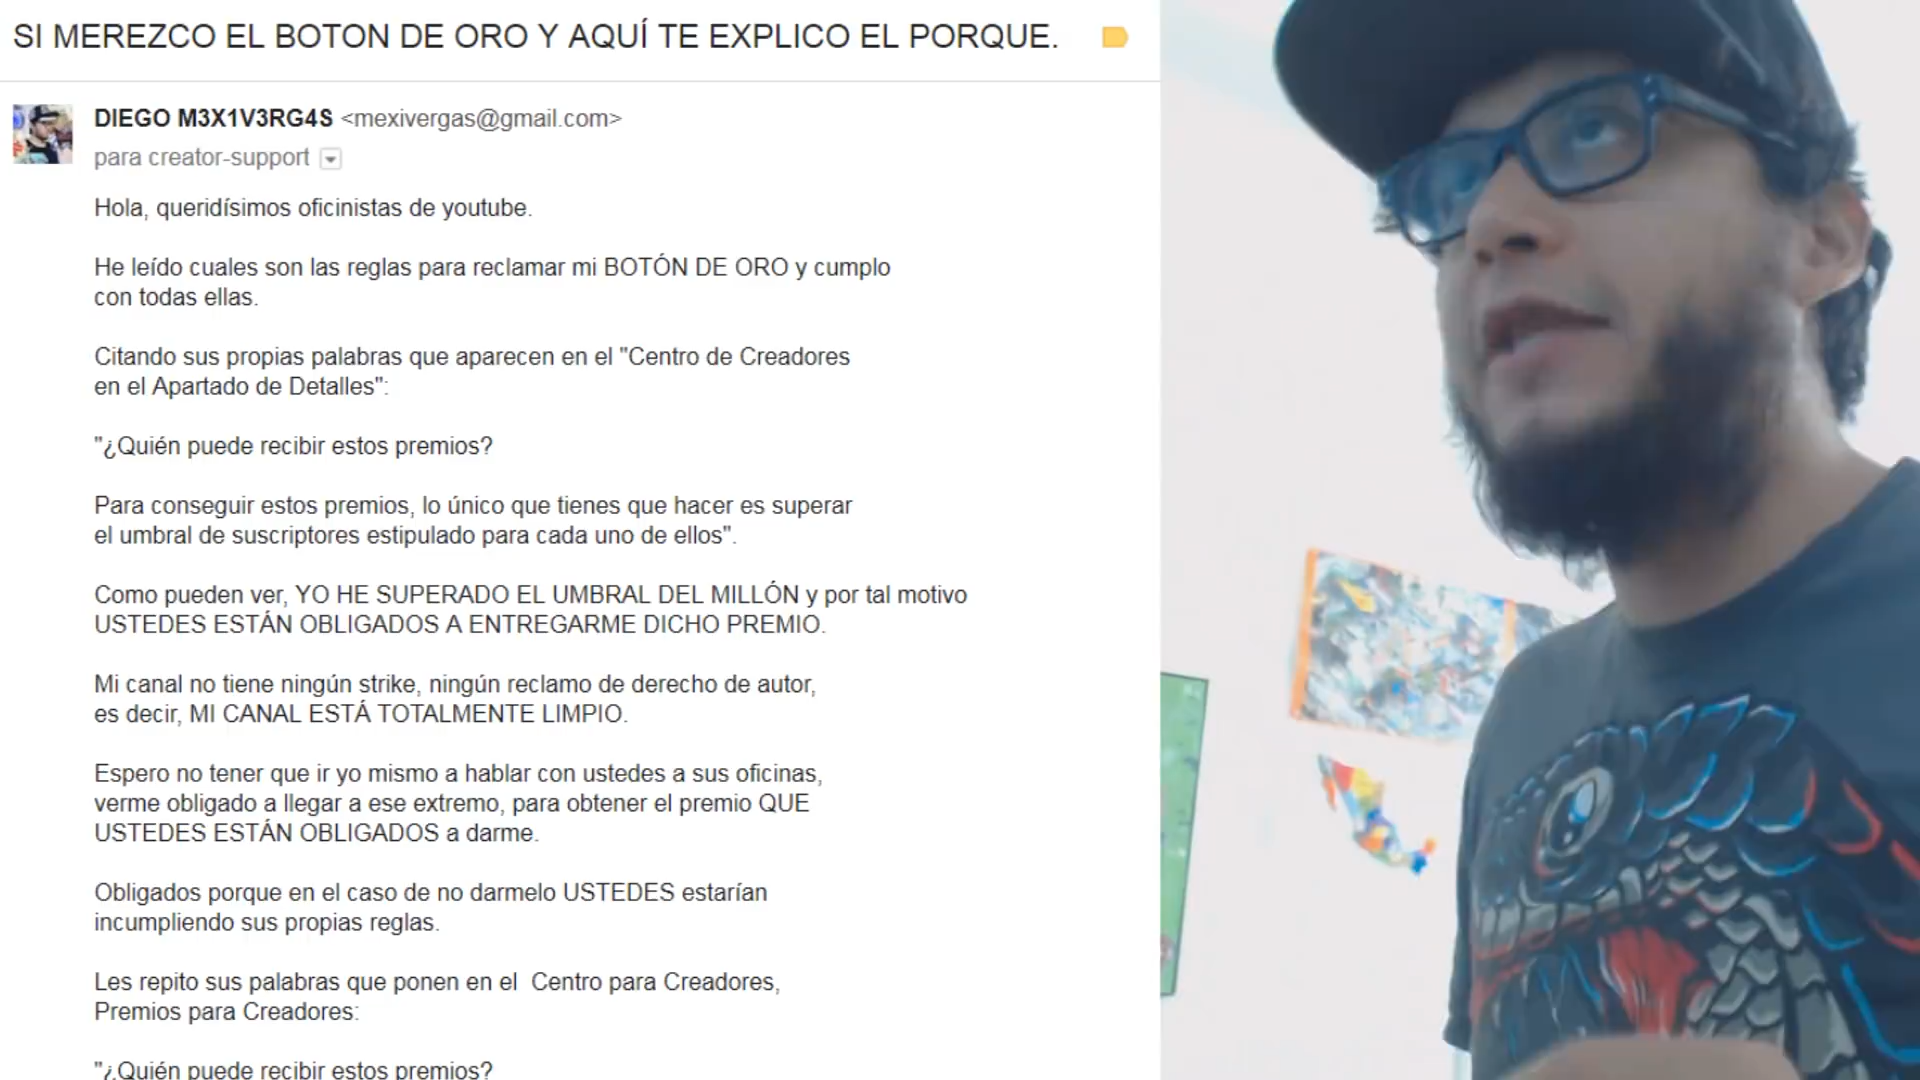 SI MEREZCO EL BOTON DE ORO Y AQUÍ TE EXPLICO EL PORQUE.
DIEGO M3X1V3RG4S <mexivergas@gmail.com>
para creator-support
Hola, queridísimos oficinistas de youtube.
He leído cuales son las reglas para reclamar mi BOTÓN DE ORO y cumplo
con todas ellas.
Citando sus propias palabras que aparecen en el "Centro de Creadores
en el Apartado de Detalles":
"¿Quién puede recibir estos premios?
Para conseguir estos premios, lo único que tienes que hacer es superar
el umbral de suscriptores estipulado para cada uno de ellos".
Como pueden ver, YO HE SUPERADO EL UMBRAL DEL MILLÓN y por tal motivo
USTEDES ESTÁN OBLIGADOS A ENTREGARME DICHO PREMIO.
Mi canal no tiene ningún strike, ningún reclamo de derecho de autor,
es decir, MI CANAL ESTÁ TOTALMENTE LIMPIO.
Espero no tener que ir yo mismo a hablar con ustedes a sus oficinas,
verme obligado a llegar a ese extremo, para obtener el premio QUE
USTEDES ESTÁN OBLIGADOS a darme.
Obligados porque en el caso de no darmelo USTEDES estarían
incumpliendo sus propias reglas.
Les repito sus palabras que ponen en el  Centro para Creadores,
Premios para Creadores:
"¿Quién puede recibir estos premios?